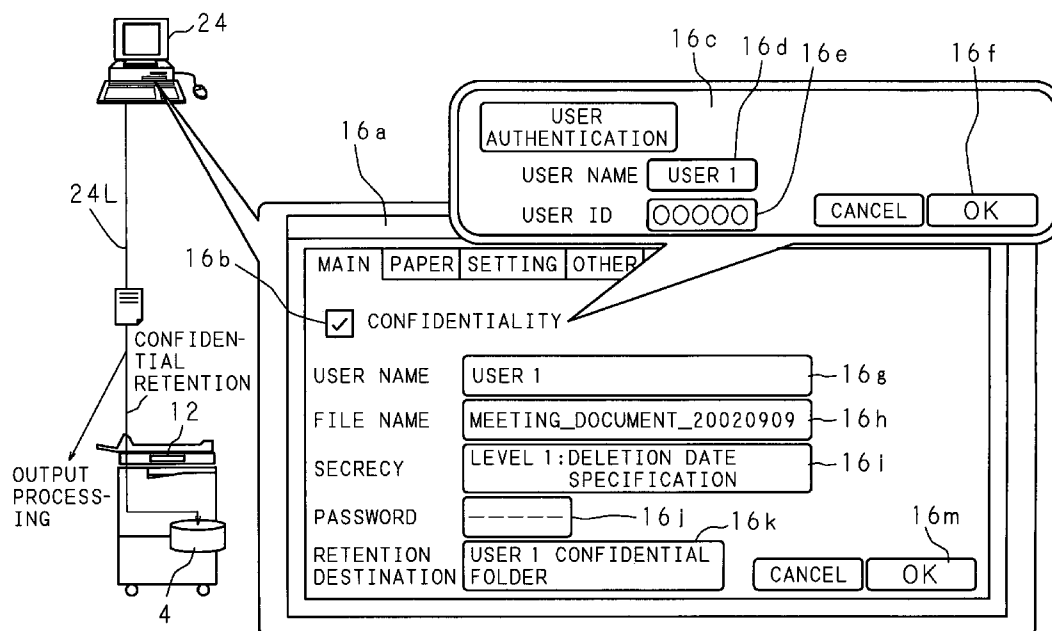 24
16c
16d
16e
16f
USER
AUTHENTICATION
USER NAME USER 1
USER ID OOOOO
CANCEL OK
16a
24L
16b
MAIN PAPER SETTING OTHER
✓ CONFIDENTIALITY
CONFIDEN-
TIAL
RETENTION
12
OUTPUT
PROCESS-
ING
4
USER NAME USER 1 16g
FILE NAME MEETING_DOCUMENT_20020909 16h
SECRECY LEVEL 1:DELETION DATE
SPECIFICATION 16i
PASSWORD ------ 16j
16k
16m
RETENTION
DESTINATION USER 1 CONFIDENTIAL
FOLDER
CANCEL OK